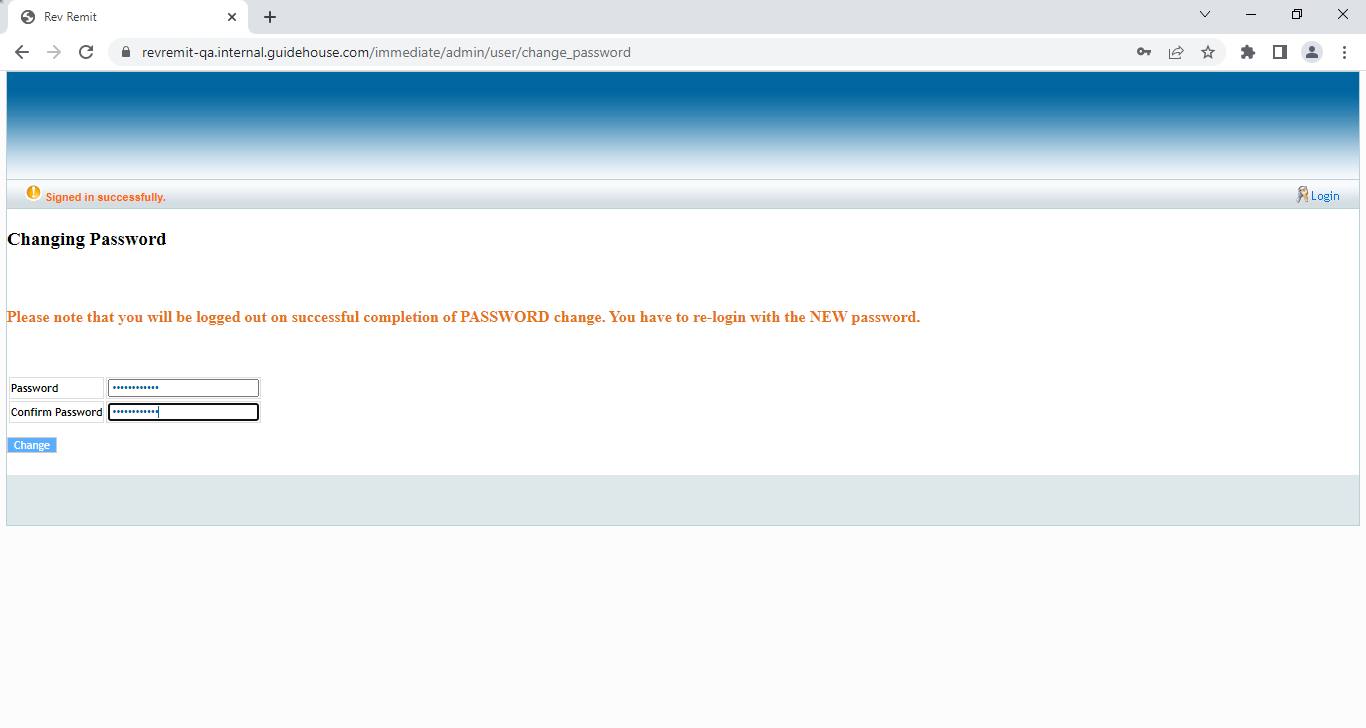 Rev Remit
revremit-qa.internal.guidehouse.com/immediate/admin/user/change_password
Signed in successfully.
Login
Changing Password
Please note that you will be logged out on successful completion of PASSWORD change. You have to re-login with the NEW password.
Password ••••••••••••
Confirm Password ••••••••••••
Change